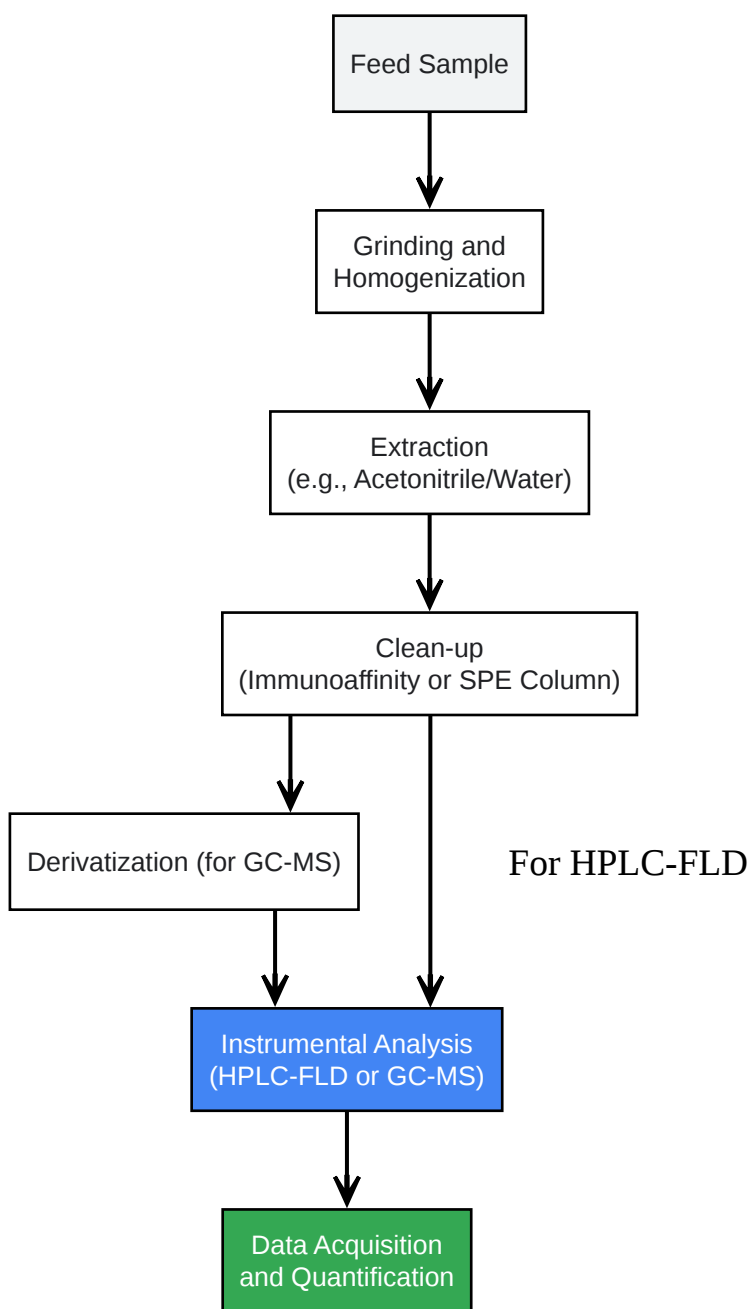 Feed Sample
Grinding and
Homogenization
Extraction
(e.g., Acetonitrile/Water)
Clean-up
(Immunoaffinity or SPE Column)
Derivatization (for GC-MS)
For HPLC-FLD
Instrumental Analysis
(HPLC-FLD or GC-MS)
Data Acquisition
and Quantification